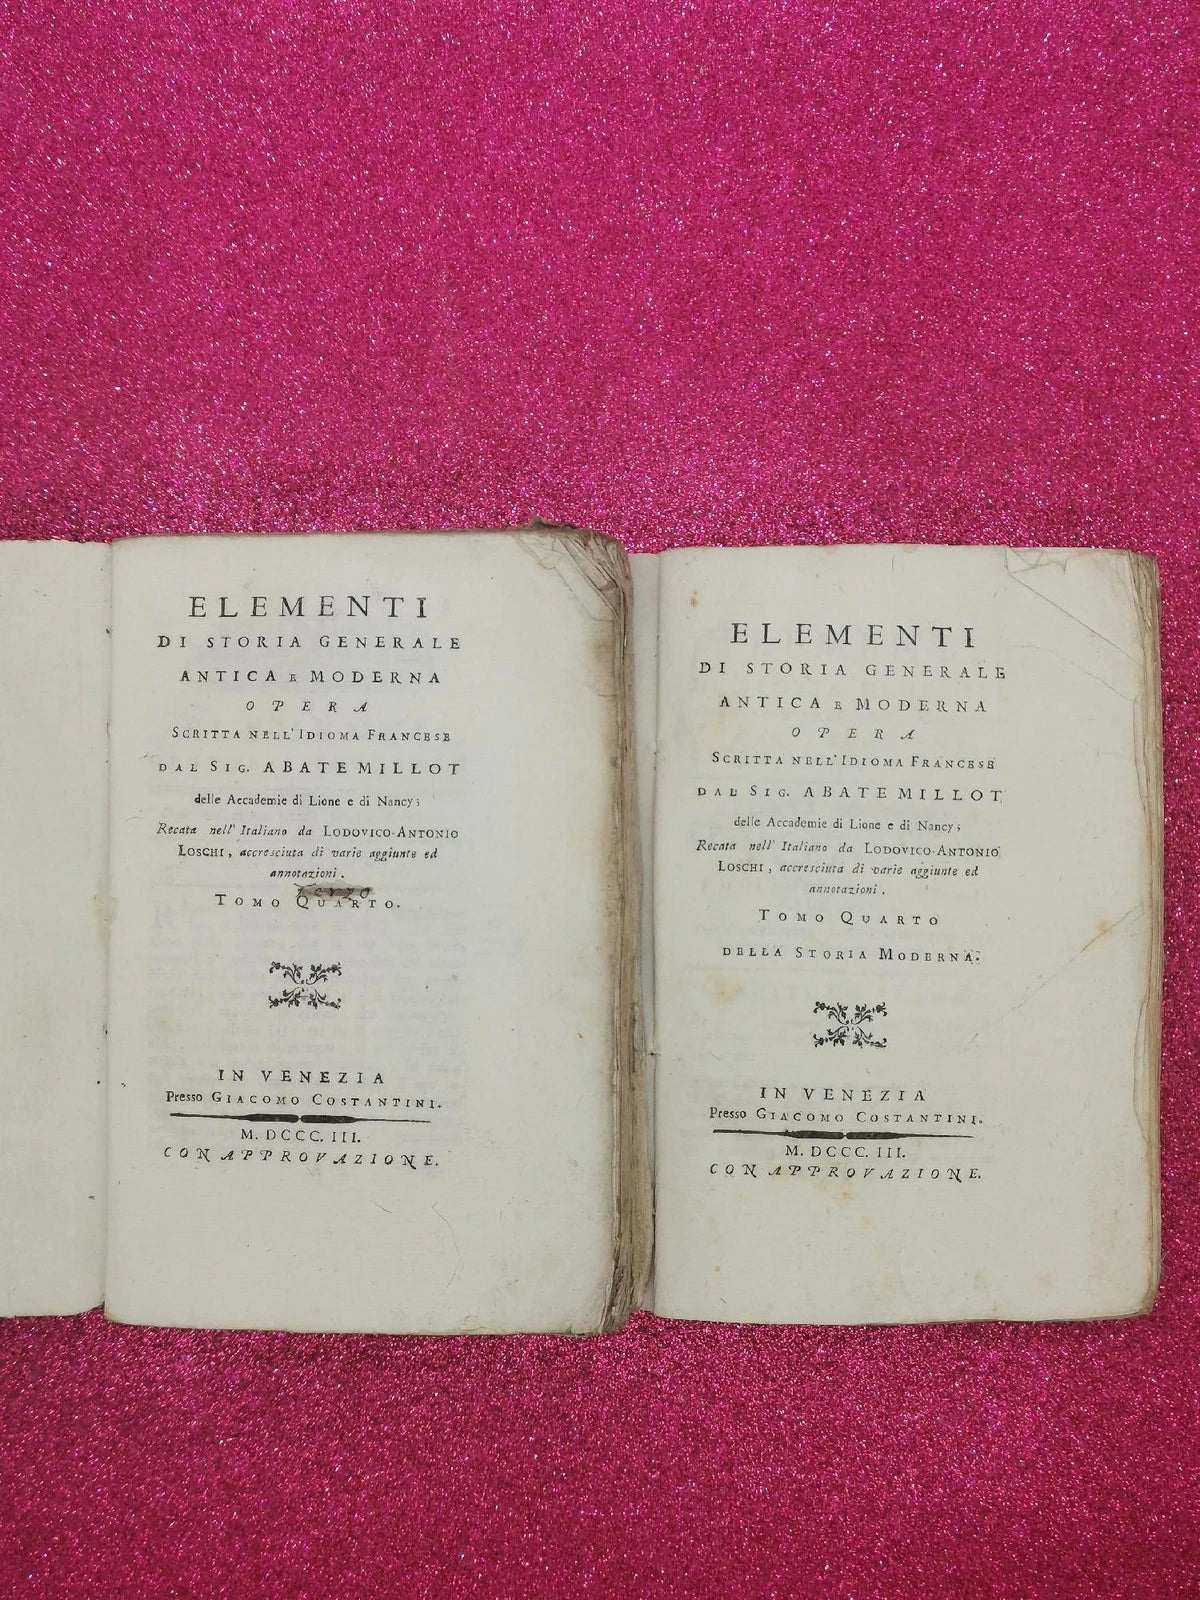 ELEMENTI
DI STORIA GENERALE
ANTICA E MODERNA
OPERA
SCRITTA NELL'IDIOMA FRANCESE
DAL SIG. ABATE MILLOT
delle Accademie di Lione e di Nancy;
Recata nell' Italiano da LODOVICO-ANTONIO
LOSCHI, accresciuta di varie aggiunte ed
annotazioni.
TOMO QUARTO.
IN VENEZIA
Presso GIACOMO COSTANTINI.
M. DCCC. III.
CON APPROVAZIONE.
ELEMENTI
DI STORIA GENERALE
ANTICA E MODERNA
OPERA
SCRITTA NELL'IDIOMA FRANCESE
DAL SIG. ABATE MILLOT
delle Accademie di Lione e di Nancy;
Recata nell' Italiano da LODOVICO-ANTONIO
LOSCHI, accresciuta di varie aggiunte ed
annotazioni.
TOMO QUARTO
DELLA STORIA MODERNA.
IN VENEZIA
Presso GIACOMO COSTANTINI.
M. DCCC. III.
CON APPROVAZIONE.